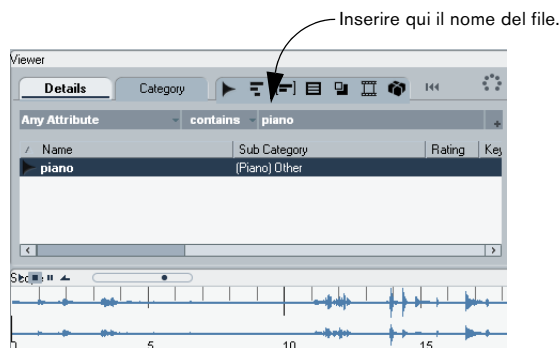 Inserire qui il nome del file.
Viewer
Details Category
Any Attribute contains piano +
/ Name Sub Category Rating Key
piano (Piano) Other
0 5 10 15